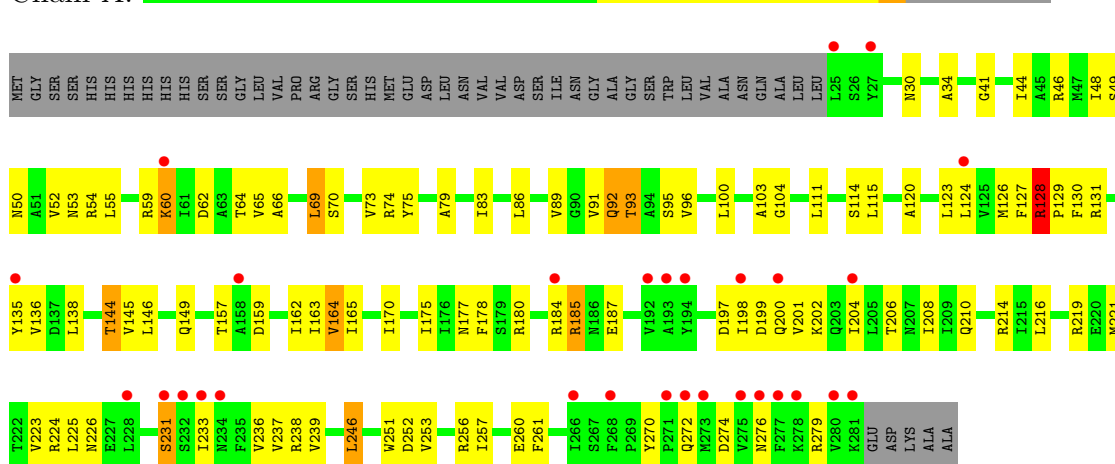 Chain A:
MET GLY SER SER HIS HIS HIS HIS HIS HIS SER SER GLY LEU VAL PRO ARG GLY SER HIS MET GLU ASP LEU ASN VAL VAL ASP SER ILE ASN GLY ALA GLY SER TRP LEU VAL ALA ASN GLN ALA LEU LEU L25 S26 Y27 N30 A34 G41 I44 A45 R46 M47 I48 S49
N50 A51 V52 N53 R54 L55 R59 K60 I61 D62 A63 T64 V65 A66 L69 S70 V73 R74 Y75 A79 I83 L86 V89 G90 V91 Q92 T93 A94 S95 V96 L100 A103 G104 L111 S114 L115 A120 L123 L124 V125 M126 F127 R128 P129 F130 R131
Y135 V136 D137 L138 T144 V145 L146 Q149 T157 A158 D159 I162 I163 V164 I165 I170 I175 I176 N177 F178 S179 R180 R184 R185 N186 E187 V192 A193 Y194 D197 I198 D199 Q200 V201 K202 Q203 I204 L205 T206 N207 I208 I209 Q210 R214 I215 L216 R219 E220 M221
T222 V223 R224 L225 N226 E227 L228 S231 S232 I233 N234 F235 V236 V237 R238 V239 L246 W251 D252 V253 R256 I257 E260 F261 I266 S267 F268 P269 Y270 P271 Q272 M273 D274 V275 N276 F277 K278 R279 V280 K281 GLU ASP LYS ALA ALA